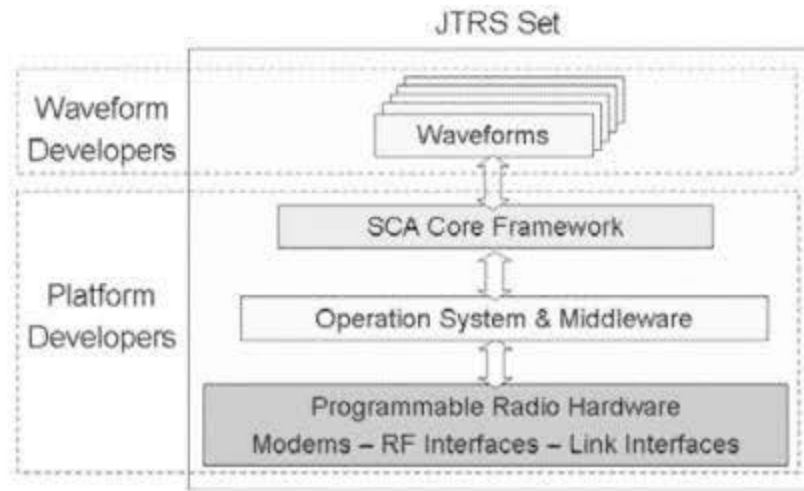 JTRS Set
Waveform
Developers
Waveforms
SCA Core Framework
Platform
Developers
Operation System & Middleware
Programmable Radio Hardware
Modems – RF Interfaces – Link Interfaces